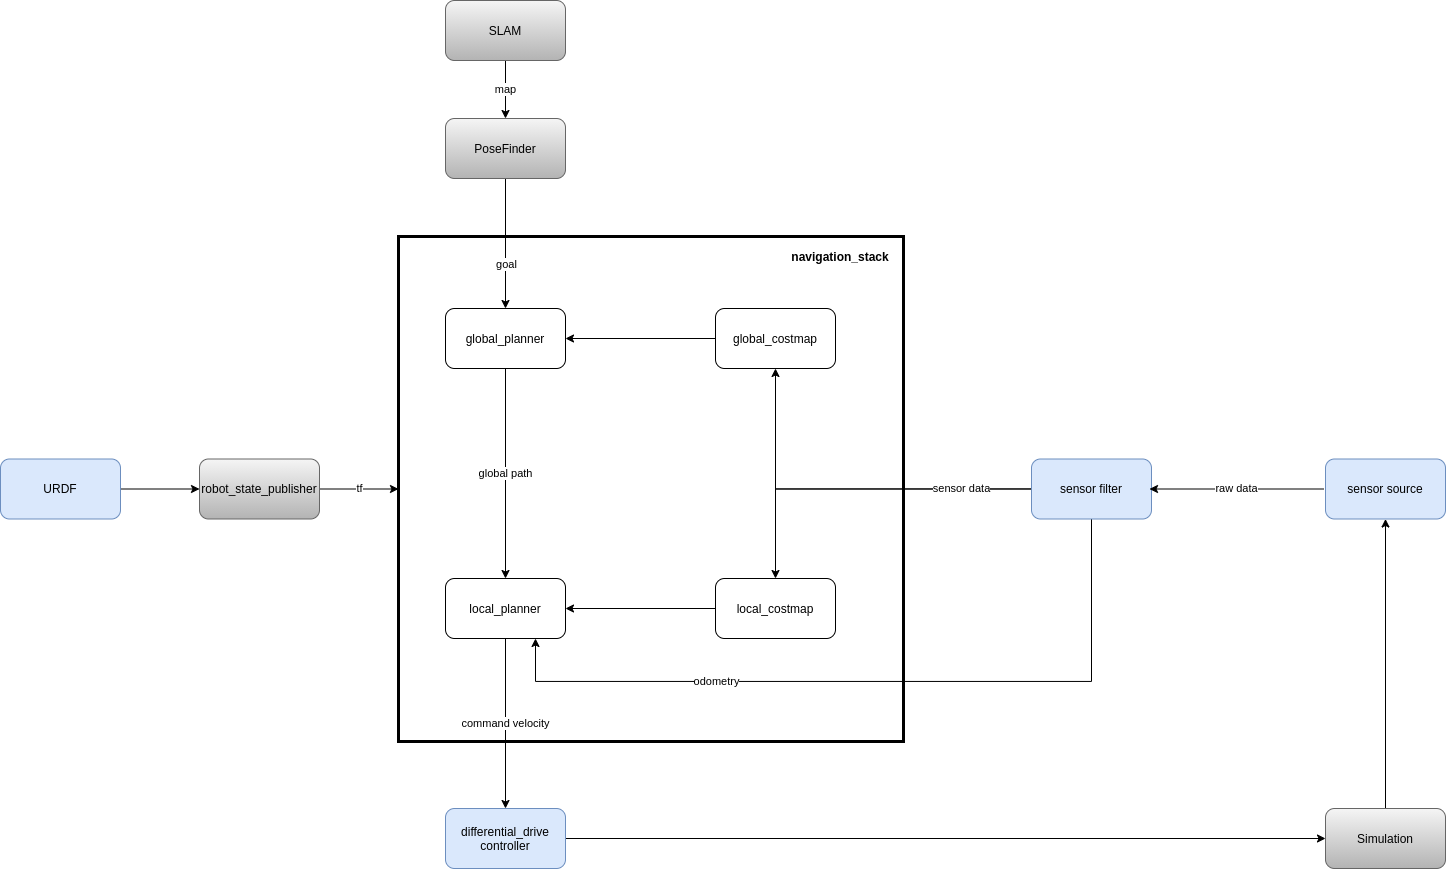 SLAM
map
PoseFinder
navigation_stack
goal
global_planner
global_costmap
global path
URDF
robot_state_publisher
tf
sensor data
sensor filter
raw data
sensor source
local_planner
local_costmap
odometry
command velocity
differential_drive
controller
Simulation